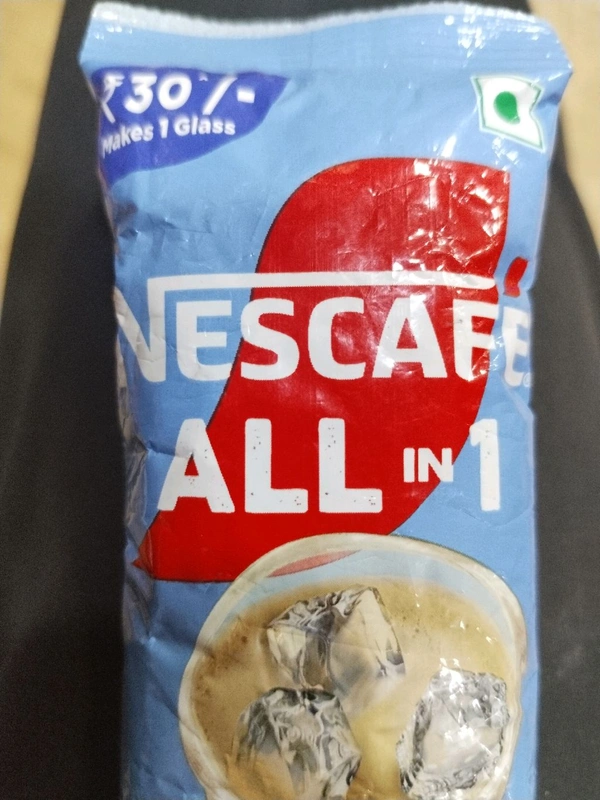 ₹30/-
Makes 1 Glass
NESCAFÉ
ALL IN 1